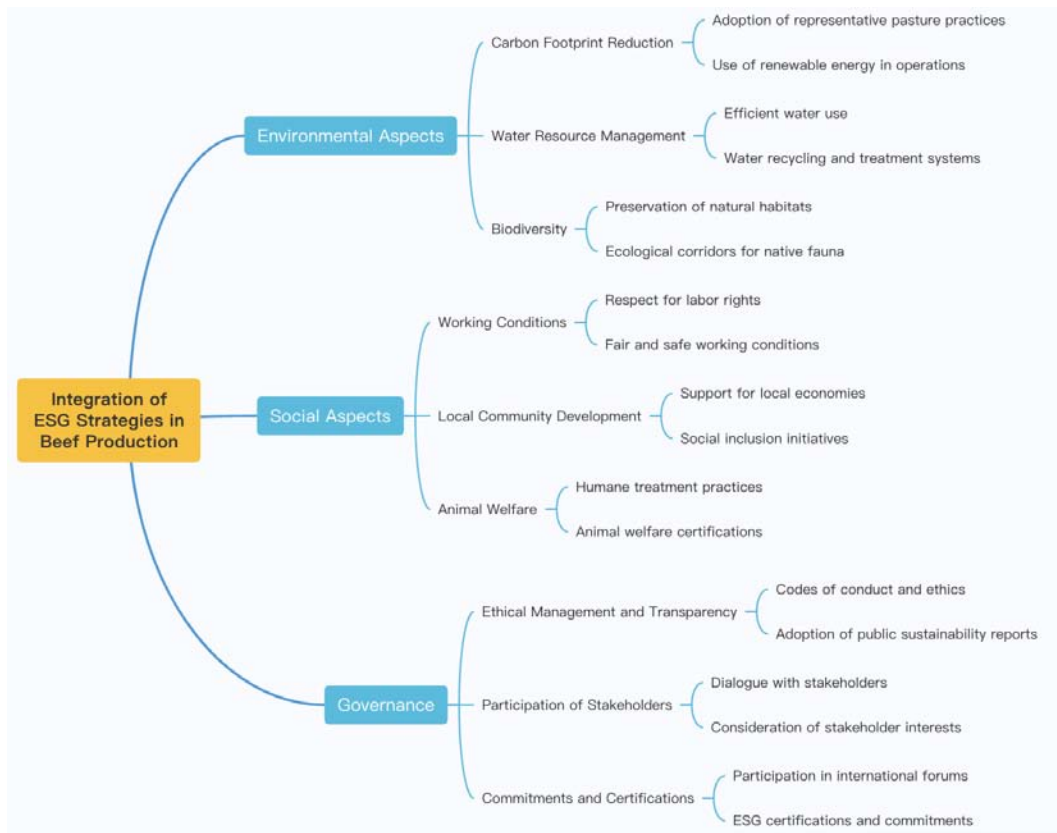 Integration of
ESG Strategies in
Beef Production
Environmental Aspects
Carbon Footprint Reduction
Adoption of representative pasture practices
Use of renewable energy in operations
Water Resource Management
Efficient water use
Water recycling and treatment systems
Biodiversity
Preservation of natural habitats
Ecological corridors for native fauna
Social Aspects
Working Conditions
Respect for labor rights
Fair and safe working conditions
Local Community Development
Support for local economies
Social inclusion initiatives
Animal Welfare
Humane treatment practices
Animal welfare certifications
Governance
Ethical Management and Transparency
Codes of conduct and ethics
Adoption of public sustainability reports
Participation of Stakeholders
Dialogue with stakeholders
Consideration of stakeholder interests
Commitments and Certifications
Participation in international forums
ESG certifications and commitments